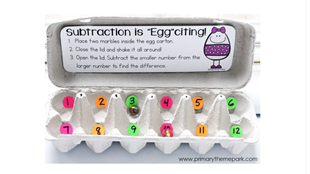 Subtraction is "Egg"citing!
1. Place two marbles inside the egg carton.
2. Close the lid and shake it all around!
3. Open the lid. Subtract the smaller number from the
larger number to find the difference.
1 2 3 4 5 6
7 8 9 10 11 12
www.primarythemepark.com